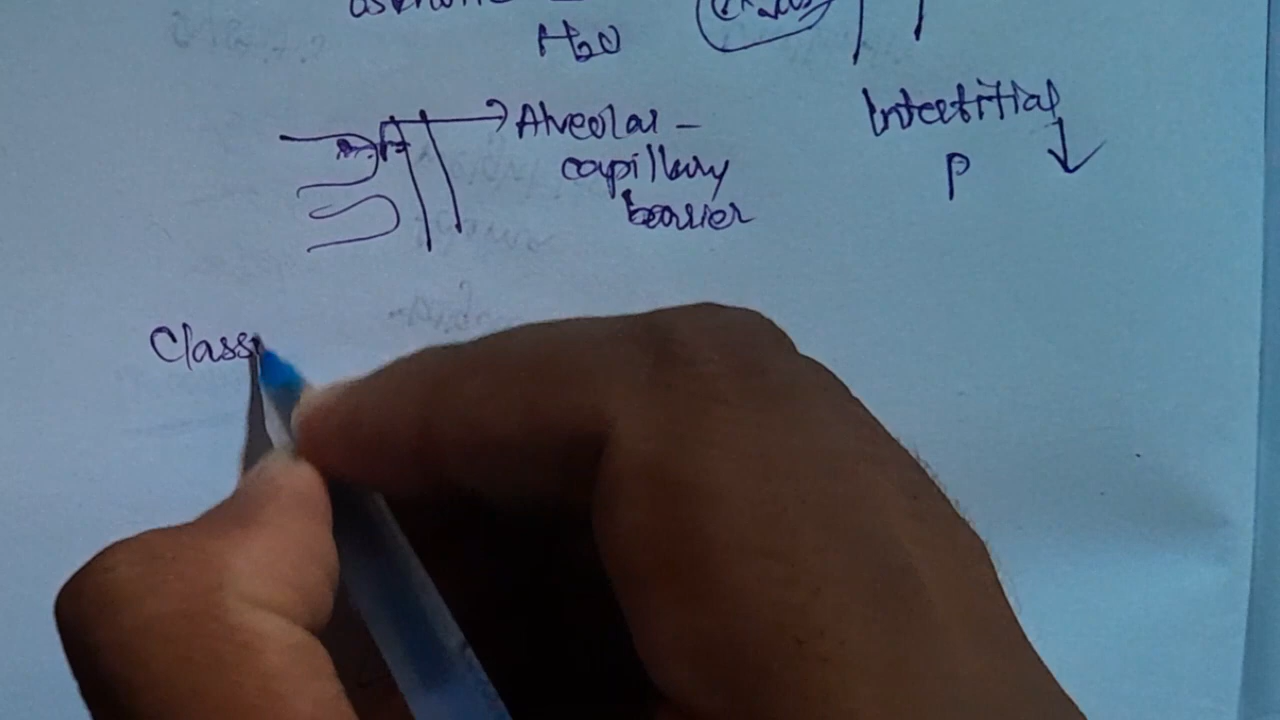 H2O
Alveolar -
capillary
barrier
Interstitial
P
Class